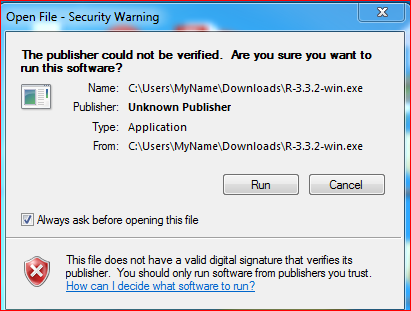 Open File - Security Warning
The publisher could not be verified.  Are you sure you want to
run this software?
Name: C:\Users\MyName\Downloads\R-3.3.2-win.exe
Publisher: Unknown Publisher
Type: Application
From: C:\Users\MyName\Downloads\R-3.3.2-win.exe
Run Cancel
Always ask before opening this file
This file does not have a valid digital signature that verifies its
publisher.  You should only run software from publishers you trust.
How can I decide what software to run?